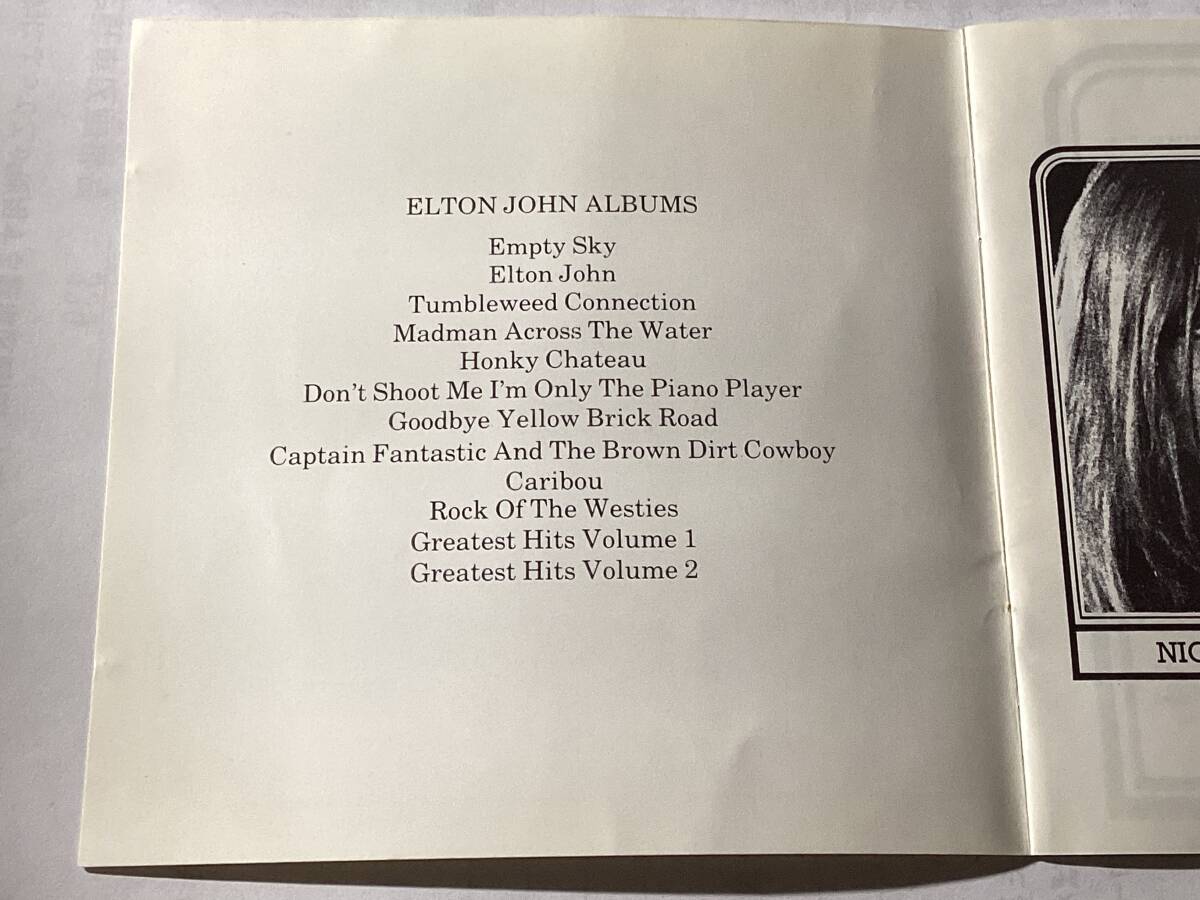 ELTON JOHN ALBUMS
Empty Sky
Elton John
Tumbleweed Connection
Madman Across The Water
Honky Chateau
Don't Shoot Me I'm Only The Piano Player
Goodbye Yellow Brick Road
Captain Fantastic And The Brown Dirt Cowboy
Caribou
Rock Of The Westies
Greatest Hits Volume 1
Greatest Hits Volume 2
NIC